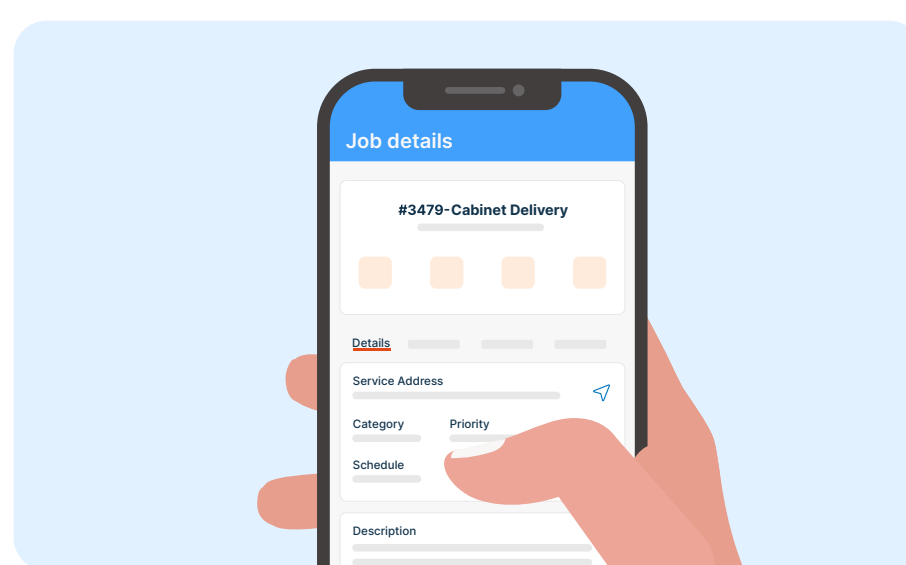 Job details
#3479-Cabinet Delivery
Details
Service Address
Category Priority
Schedule
Description